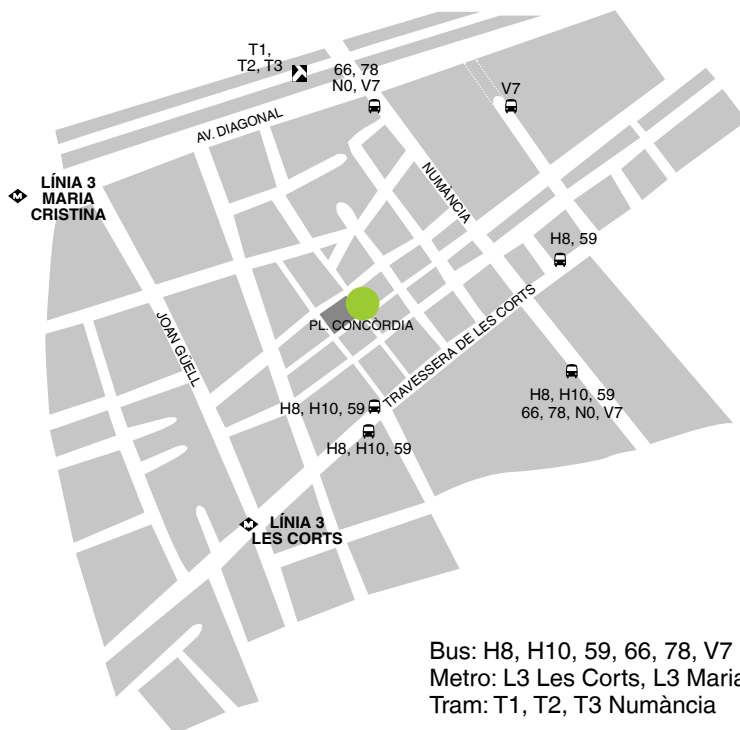 T1,
T2, T3
66, 78
N0, V7
V7
AV. DIAGONAL
LÍNIA 3
MARIA
CRISTINA
NUMÀNCIA
H8, 59
PL. CONCÒRDIA
JOAN GÜELL
TRAVESSERA DE LES CORTS
H8, H10, 59
66, 78, N0, V7
H8, H10, 59
H8, H10, 59
LÍNIA 3
LES CORTS
Bus: H8, H10, 59, 66, 78, V7
Metro: L3 Les Corts, L3 Maria
Tram: T1, T2, T3 Numància